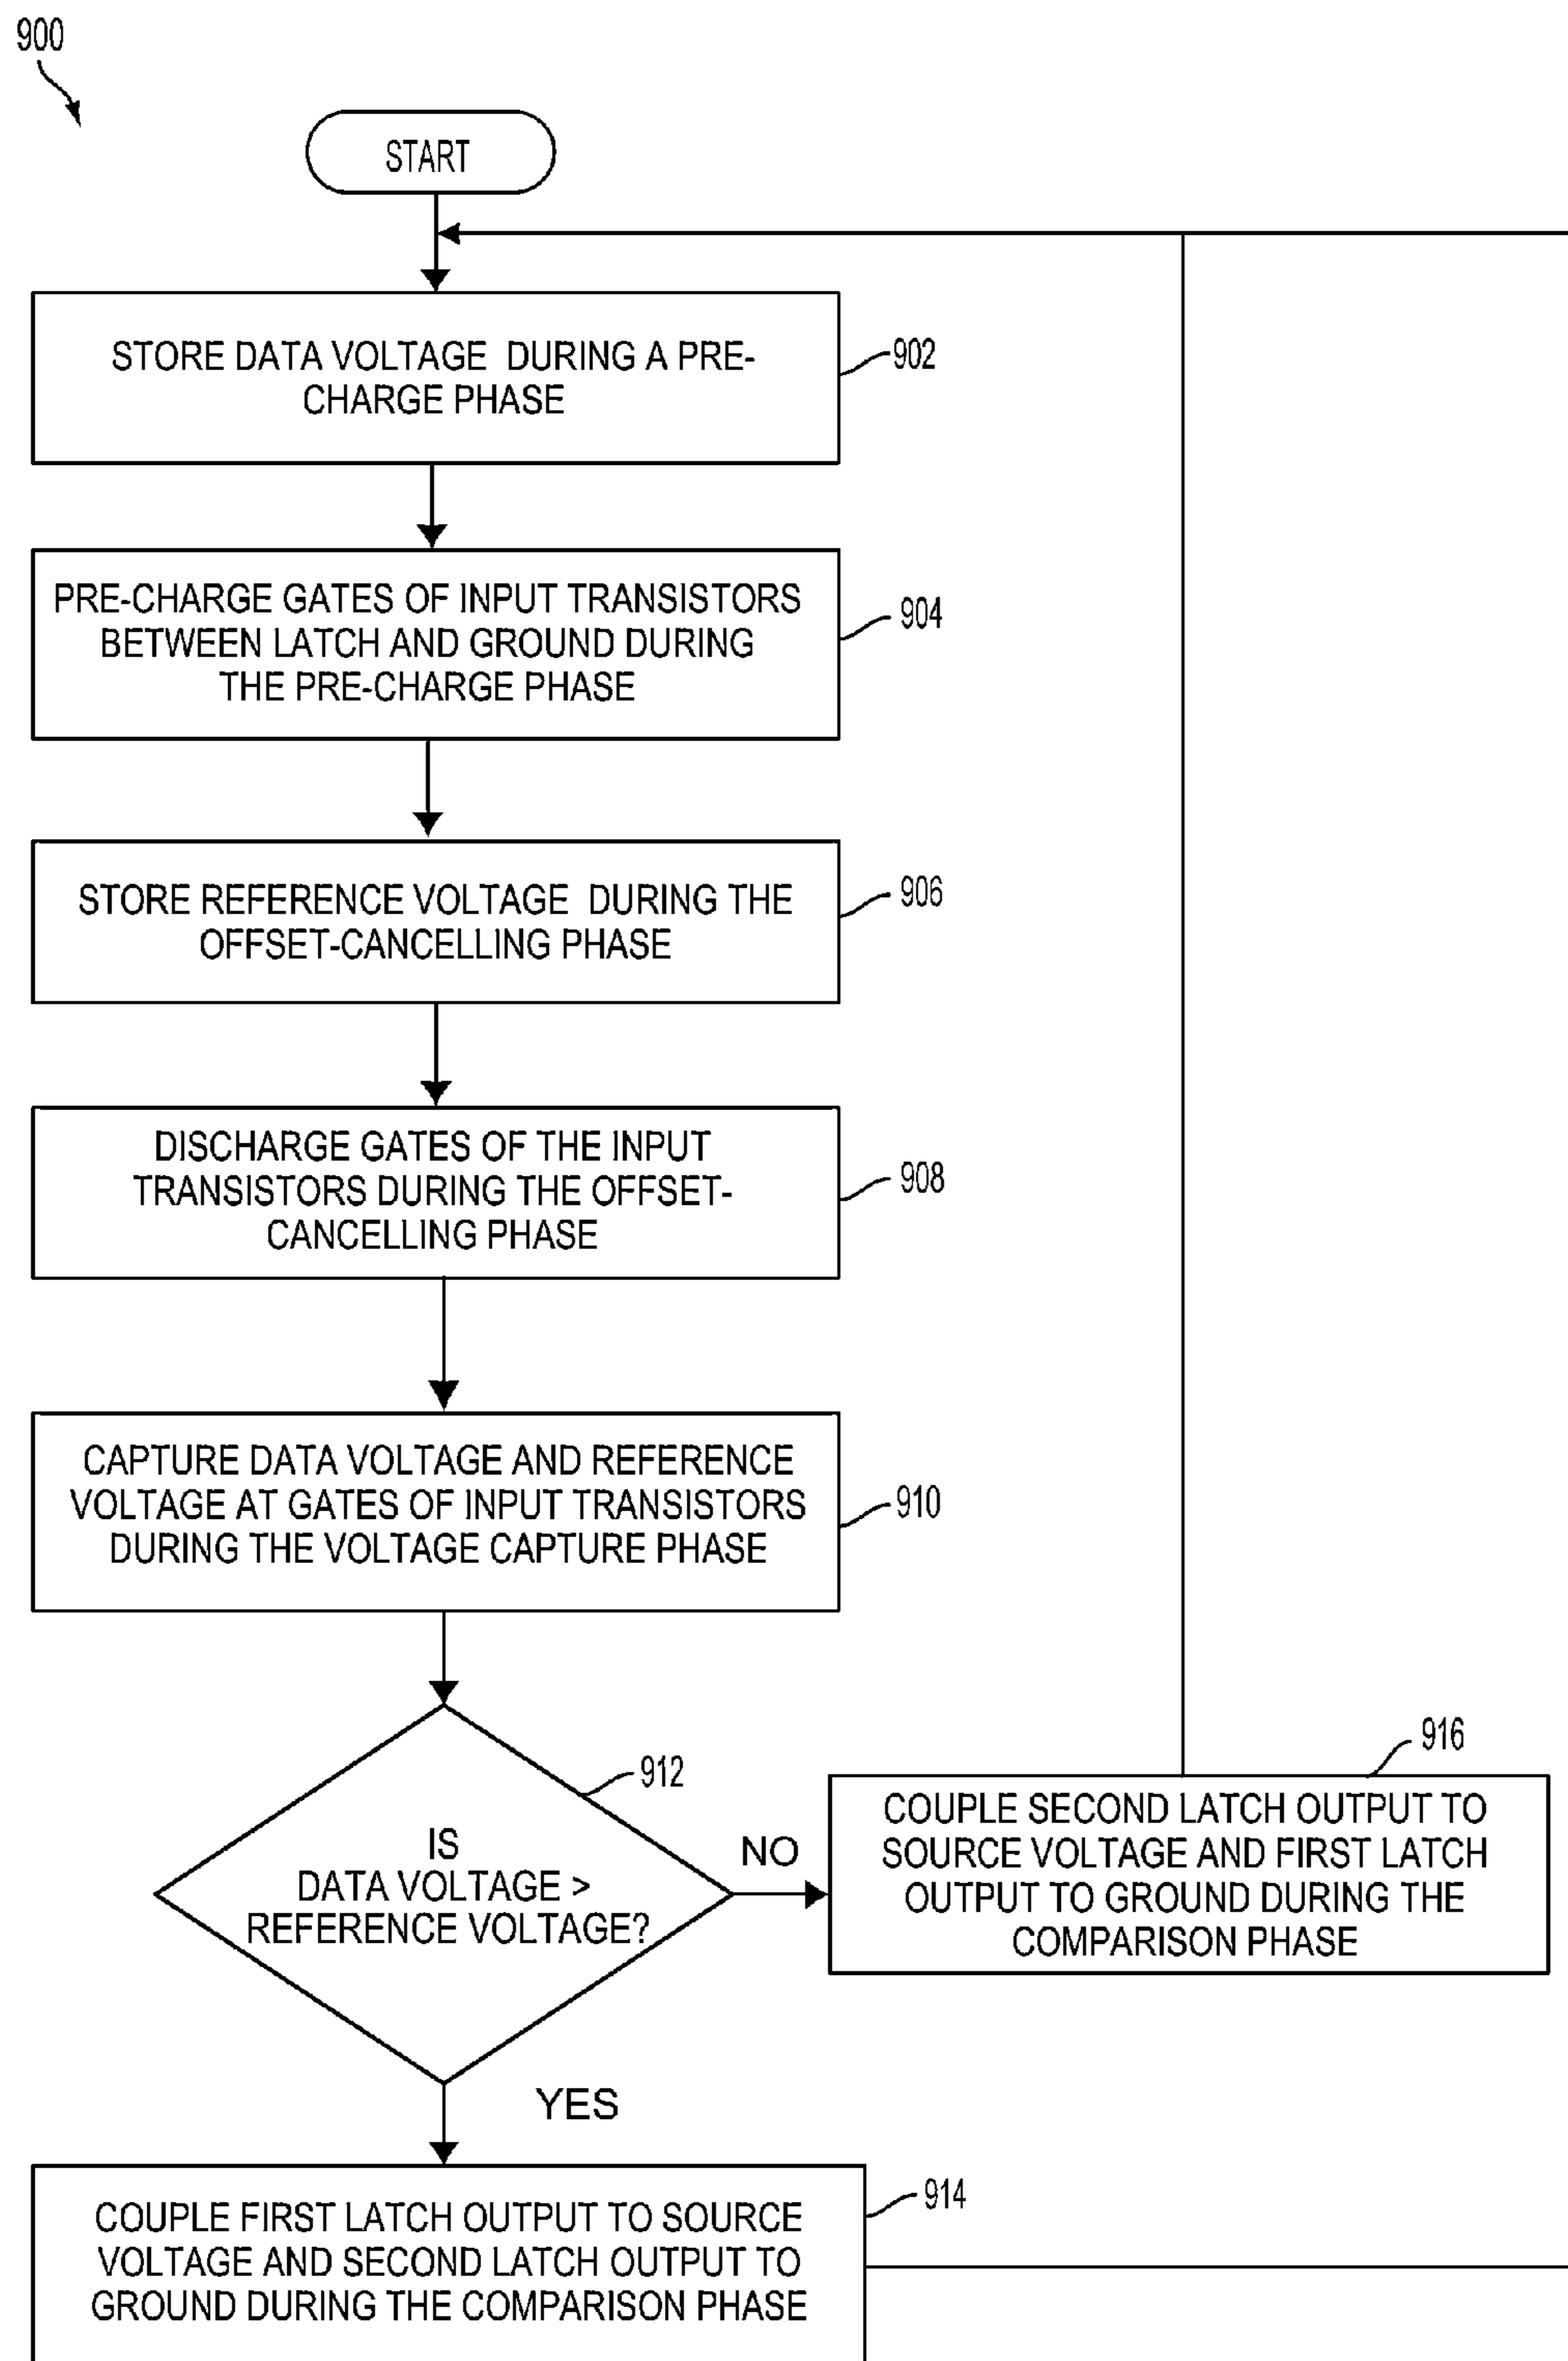 900
START
STORE DATA VOLTAGE DURING A PRE-
CHARGE PHASE
902
PRE-CHARGE GATES OF INPUT TRANSISTORS
BETWEEN LATCH AND GROUND DURING
THE PRE-CHARGE PHASE
904
STORE REFERENCE VOLTAGE DURING THE
OFFSET-CANCELLING PHASE
906
DISCHARGE GATES OF THE INPUT
TRANSISTORS DURING THE OFFSET-
CANCELLING PHASE
908
CAPTURE DATA VOLTAGE AND REFERENCE
VOLTAGE AT GATES OF INPUT TRANSISTORS
DURING THE VOLTAGE CAPTURE PHASE
910
IS
DATA VOLTAGE >
REFERENCE VOLTAGE?
912
NO
COUPLE SECOND LATCH OUTPUT TO
SOURCE VOLTAGE AND FIRST LATCH
OUTPUT TO GROUND DURING THE
COMPARISON PHASE
916
YES
COUPLE FIRST LATCH OUTPUT TO SOURCE
VOLTAGE AND SECOND LATCH OUTPUT TO
GROUND DURING THE COMPARISON PHASE
914